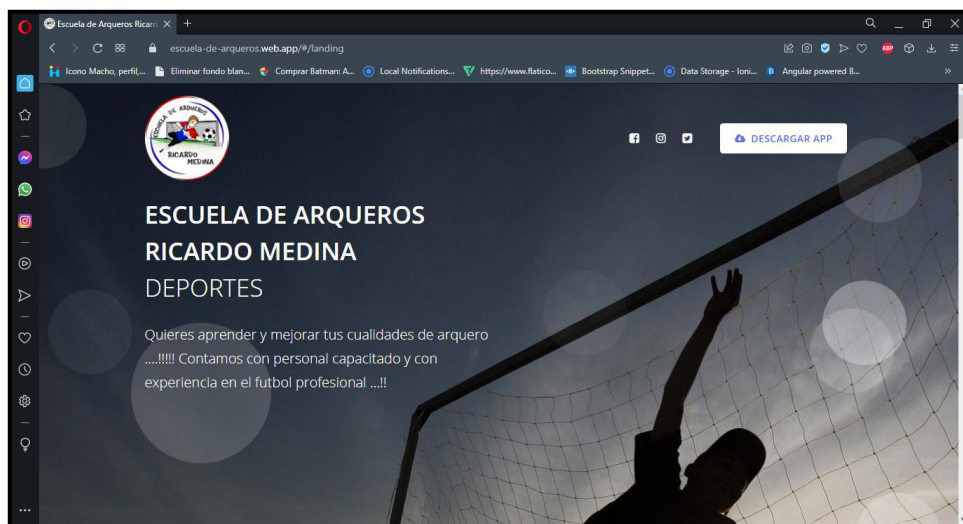 Escuela de Arqueros Ricard
escuela-de-arqueros.web.app/#/landing
Icono Macho, perfil,...
Eliminar fondo blan...
Comprar Batman: A...
Local Notifications...
https://www.flatico...
Bootstrap Snippet...
Data Storage - Ioni...
Angular powered B...
ABP
ESCUELA DE ARQUEROS
RICARDO
MEDINA
DESCARGAR APP
ESCUELA DE ARQUEROS
RICARDO MEDINA
DEPORTES
Quieres aprender y mejorar tus cualidades de arquero
....!!!!! Contamos con personal capacitado y con
experiencia en el futbol profesional ...!!